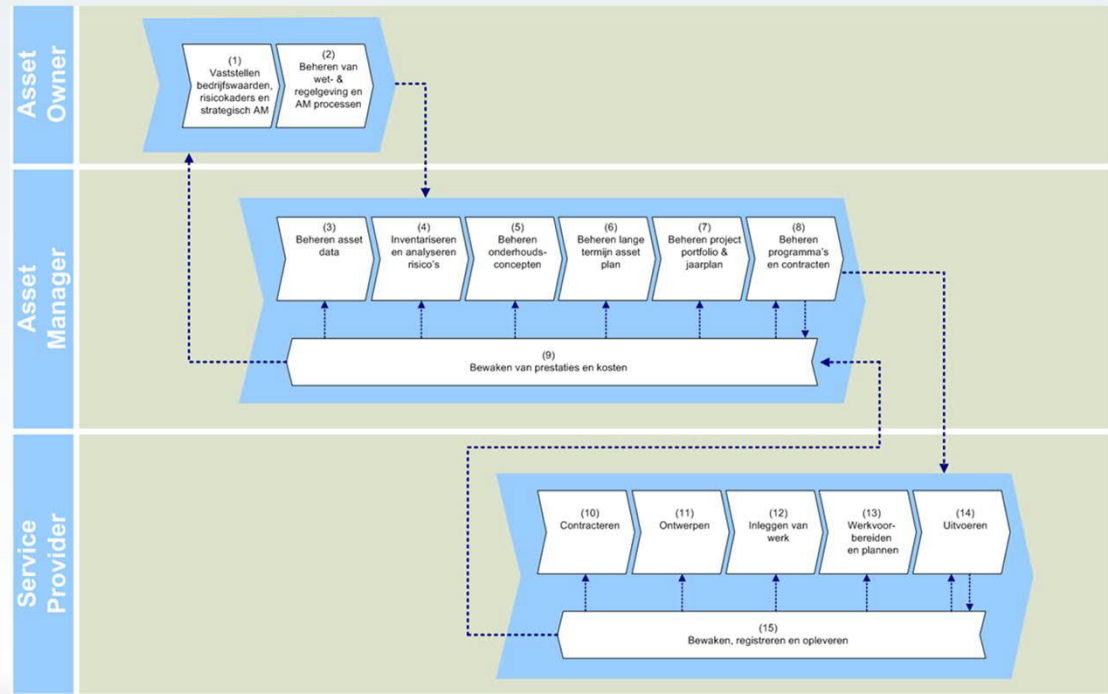 Asset
Owner
(1)
Vaststellen
bedrijfswaarden,
risicokaders en
strategisch AM
(2)
Beheren van
wet- &
regelgeving en
AM processen
Asset
Manager
(3)
Beheren asset
data
(4)
Inventariseren
en analyseren
risico's
(5)
Beheren
onderhouds-
concepten
(6)
Beheren lange
termijn asset
plan
(7)
Beheren project
portfolio &
jaarplan
(8)
Beheren
programma's
en contracten
(9)
Bewaken van prestaties en kosten
Service
Provider
(10)
Contracteren
(11)
Ontwerpen
(12)
Inleggen van
werk
(13)
Werkvoor-
bereiden
en plannen
(14)
Uitvoeren
(15)
Bewaken, registreren en opleveren